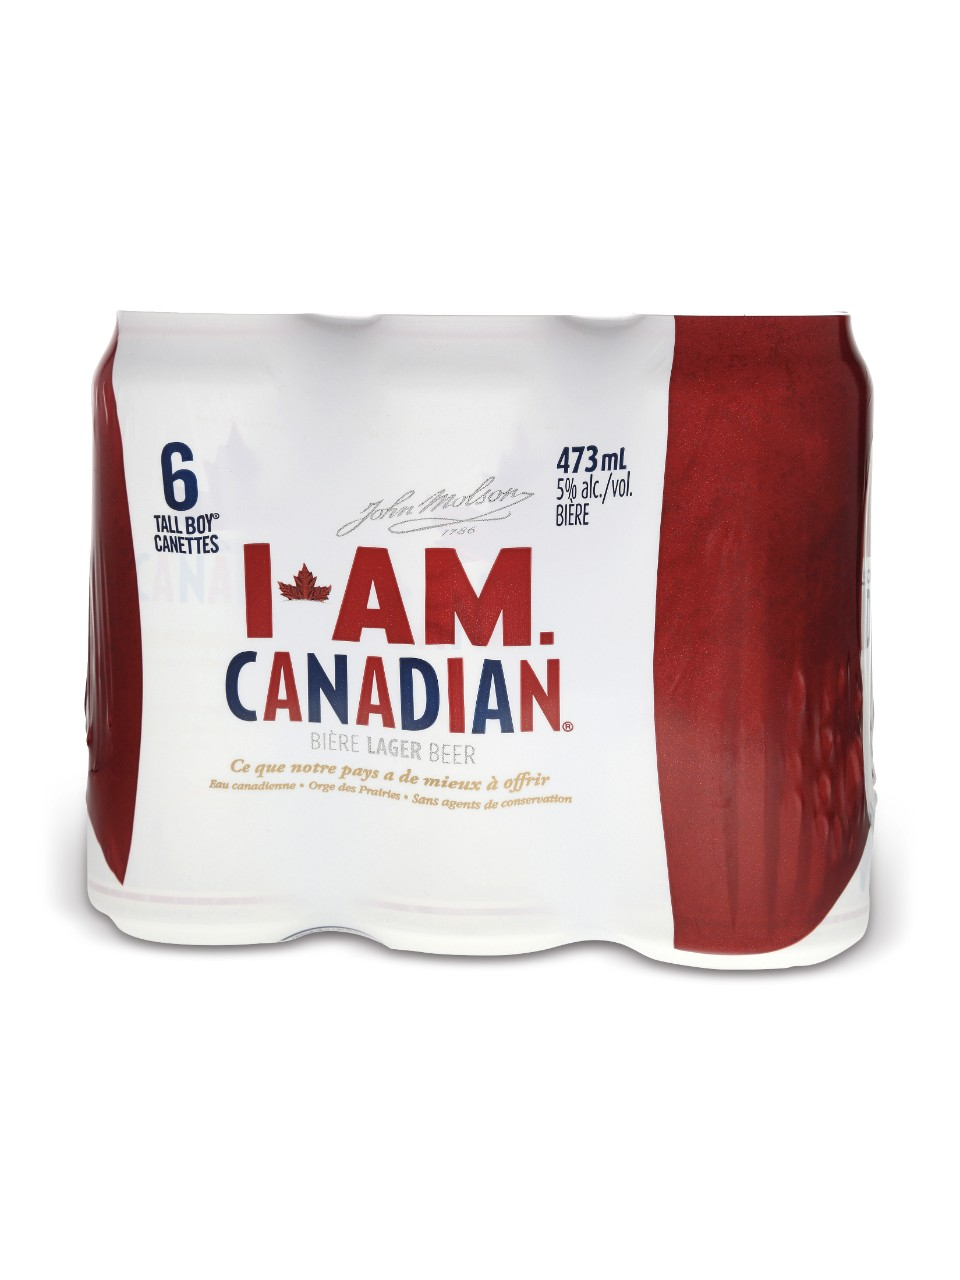 6
TALL BOY®
CANETTES
473 mL
5% alc./vol.
BIÈRE
John Molson
1786
I AM.
CANADIAN®
BIÈRE LAGER BEER
Ce que notre pays a de mieux à offrir
Eau canadienne • Orge des Prairies • Sans agents de conservation